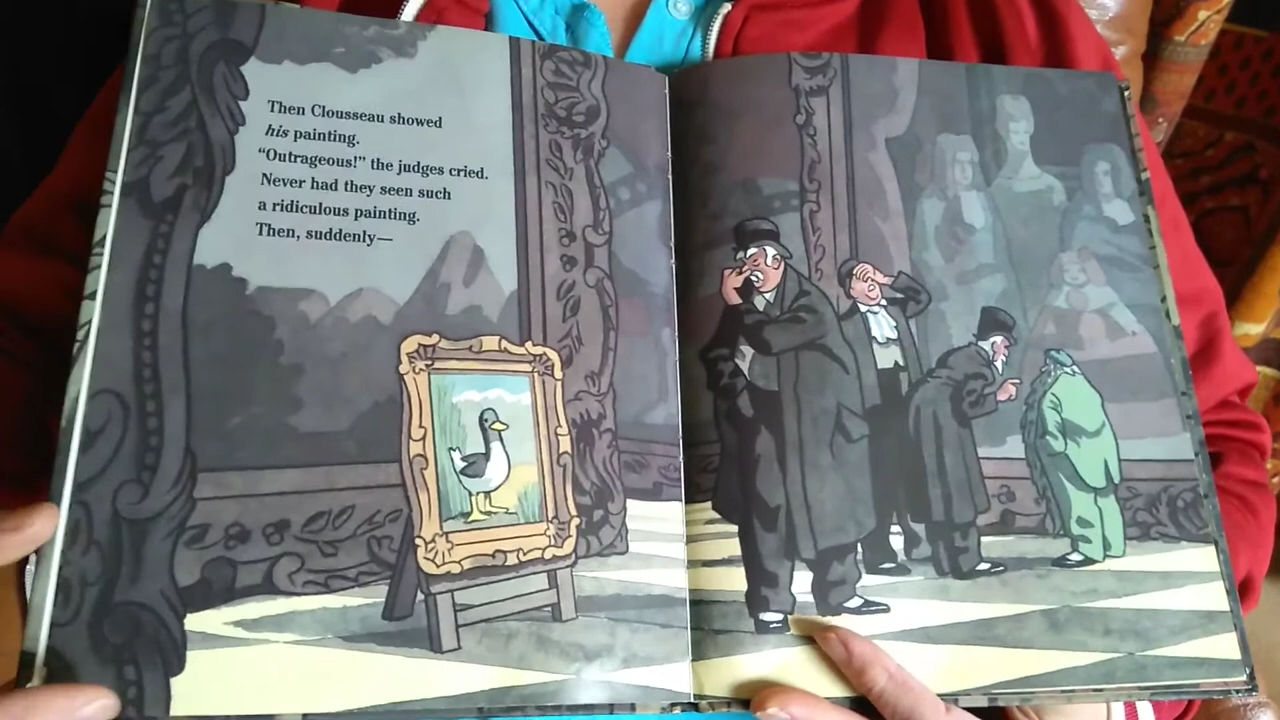 Then Clousseau showed
his painting.
“Outrageous!” the judges cried.
Never had they seen such
a ridiculous painting.
Then, suddenly—